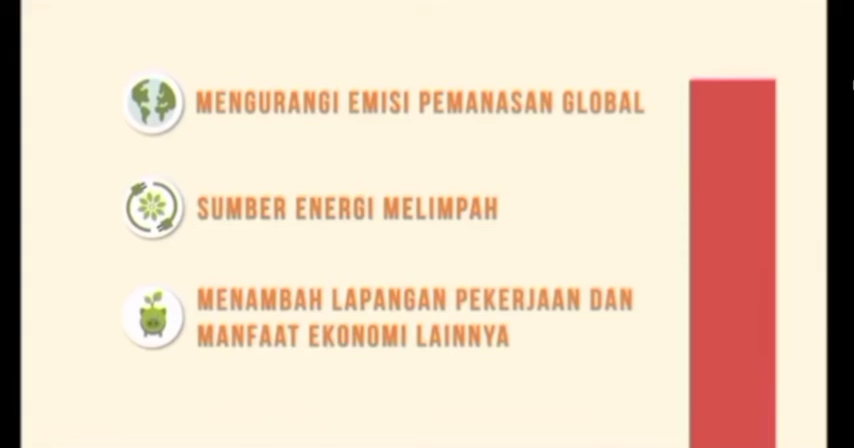 MENGURANGI EMISI PEMANASAN GLOBAL
SUMBER ENERGI MELIMPAH
MENAMBAH LAPANGAN PEKERJAAN DAN
MANFAAT EKONOMI LAINNYA